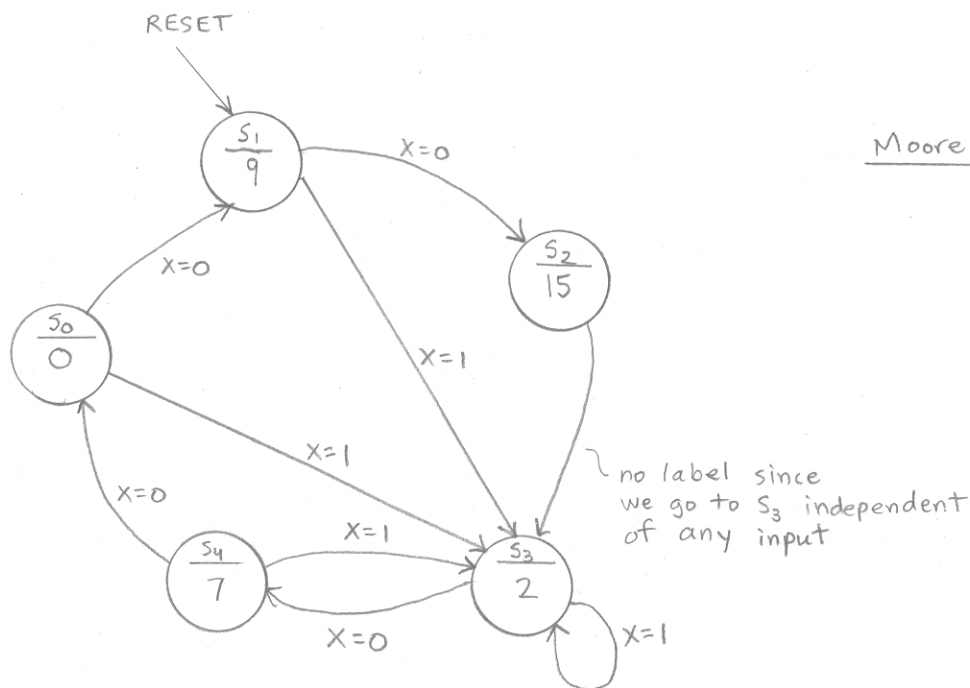 RESET
S1
9
X=0
Moore
S2
15
X=0
S0
0
X=1
X=1
no label since
we go to S3 independent
of any input
X=0
X=1
S4
7
S3
2
X=0
X=1